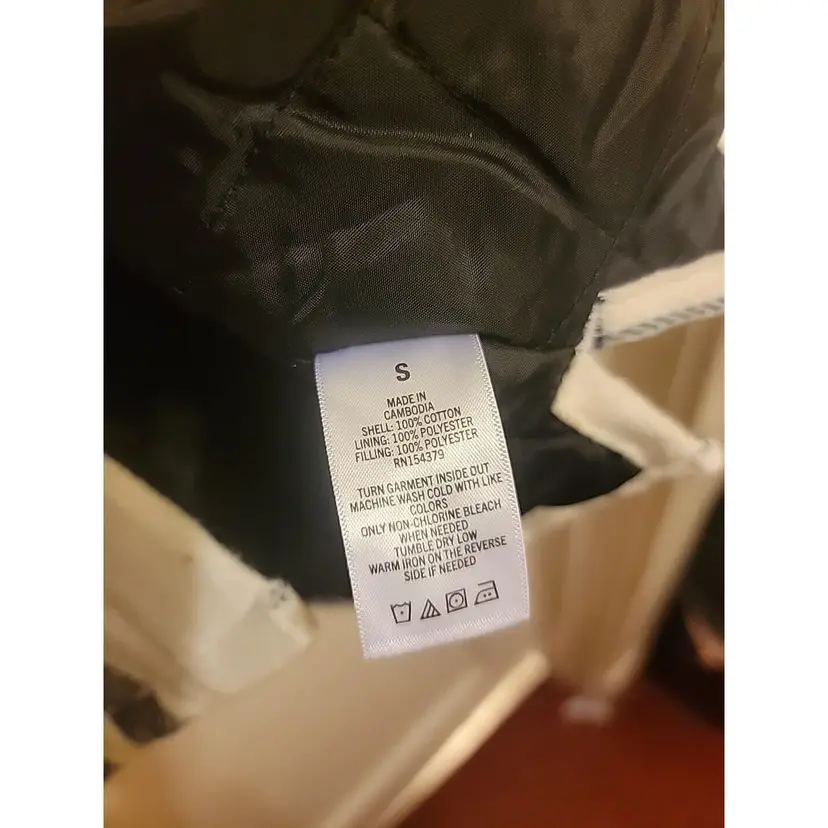 S
MADE IN
CAMBODIA
SHELL: 100% COTTON
LINING: 100% POLYESTER
FILLING: 100% POLYESTER
RN154379
TURN GARMENT INSIDE OUT
MACHINE WASH COLD WITH LIKE
COLORS
ONLY NON-CHLORINE BLEACH
WHEN NEEDED
TUMBLE DRY LOW
WARM IRON ON THE REVERSE
SIDE IF NEEDED